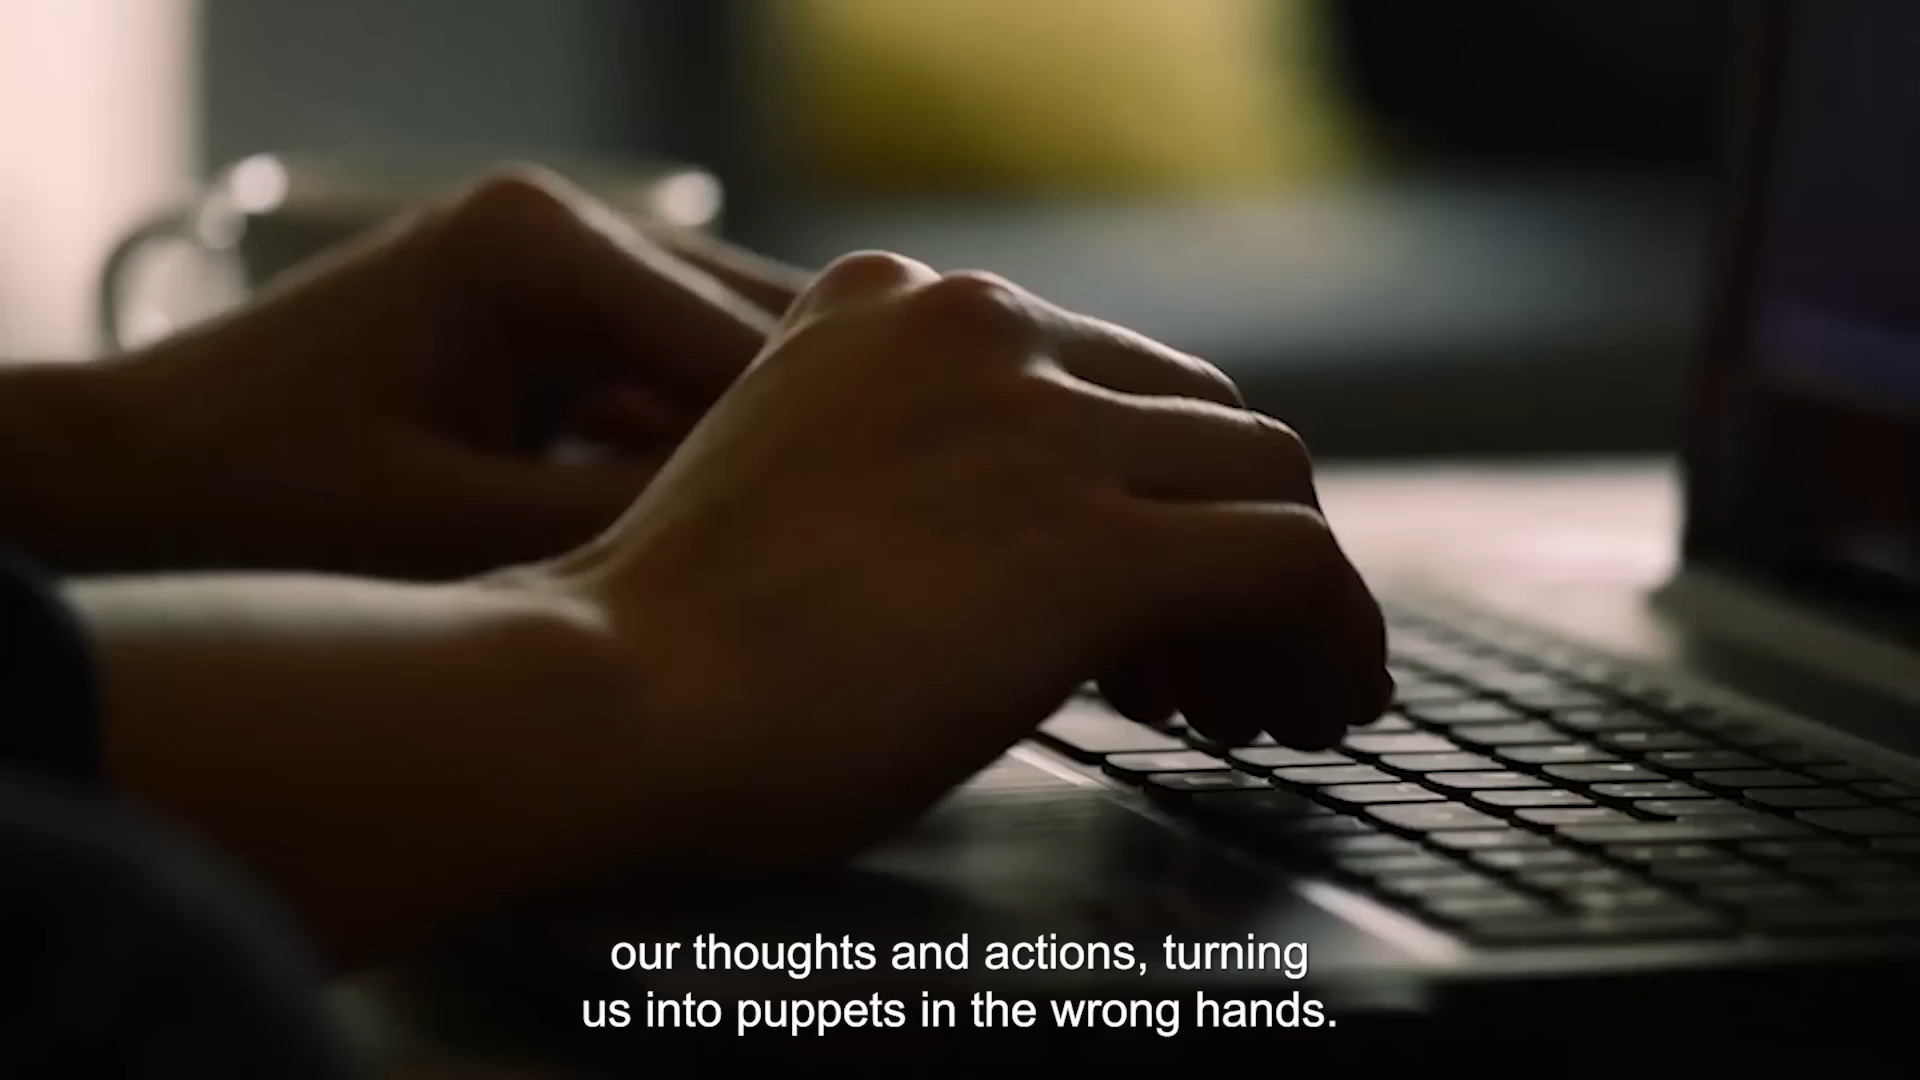 our thoughts and actions, turning
us into puppets in the wrong hands.